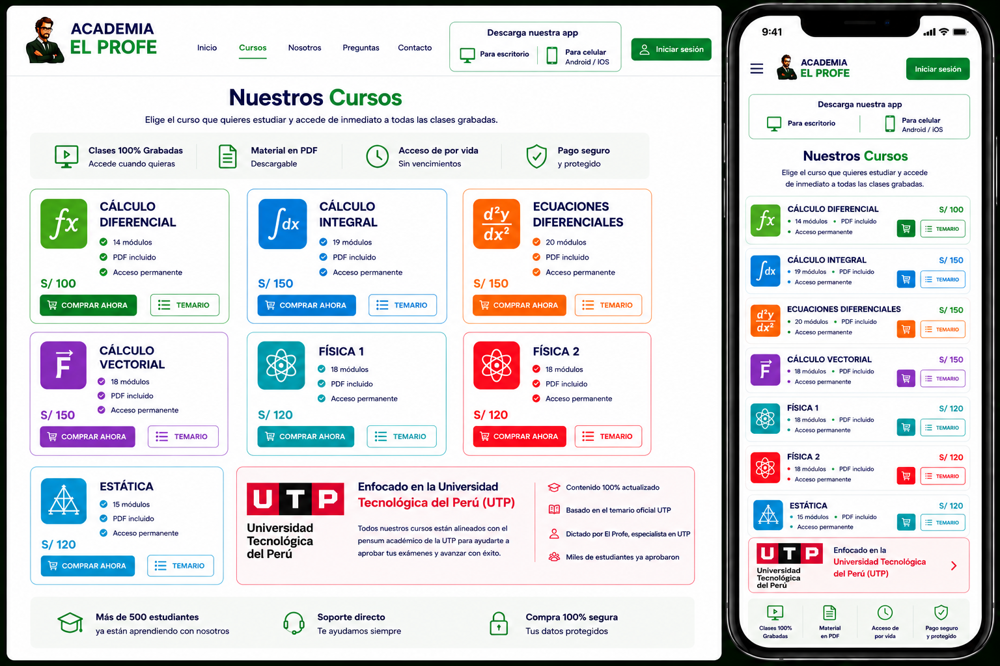 ACADEMIA
EL PROFE
Inicio
Cursos
Nosotros
Preguntas
Contacto
Descarga nuestra app
Para escritorio
Para celular
Android / iOS
Iniciar sesión
Nuestros Cursos
Elige el curso que quieres estudiar y accede de inmediato a todas las clases grabadas.
Clases 100% Grabadas
Accede cuando quieras
Material en PDF
Descargable
Acceso de por vida
Sin vencimientos
Pago seguro
y protegido
fx
CÁLCULO
DIFERENCIAL
14 módulos
PDF incluido
Acceso permanente
S/ 100
COMPRAR AHORA
TEMARIO
∫dx
CÁLCULO
INTEGRAL
19 módulos
PDF incluido
Acceso permanente
S/ 150
COMPRAR AHORA
TEMARIO
d²y
dx²
ECUACIONES
DIFERENCIALES
20 módulos
PDF incluido
Acceso permanente
S/ 150
COMPRAR AHORA
TEMARIO
F
CÁLCULO
VECTORIAL
18 módulos
PDF incluido
Acceso permanente
S/ 150
COMPRAR AHORA
TEMARIO
FÍSICA 1
18 módulos
PDF incluido
Acceso permanente
S/ 120
COMPRAR AHORA
TEMARIO
FÍSICA 2
18 módulos
PDF incluido
Acceso permanente
S/ 120
COMPRAR AHORA
TEMARIO
ESTÁTICA
15 módulos
PDF incluido
Acceso permanente
S/ 120
COMPRAR AHORA
TEMARIO
UTP
Universidad
Tecnológica
del Perú
Enfocado en la Universidad
Tecnológica del Perú (UTP)
Todos nuestros cursos están alineados con el
pensum académico de la UTP para ayudarte a
aprobar tus exámenes y avanzar con éxito.
Contenido 100% actualizado
Basado en el temario oficial UTP
Dictado por El Profe, especialista en UTP
Miles de estudiantes ya aprobaron
Más de 500 estudiantes
ya están aprendiendo con nosotros
Soporte directo
Te ayudamos siempre
Compra 100% segura
Tus datos protegidos
9:41
ACADEMIA
EL PROFE
Iniciar sesión
Descarga nuestra app
Para escritorio
Para celular
Android / iOS
Nuestros Cursos
Elige el curso que quieres estudiar y accede
de inmediato a todas las clases grabadas.
fx
CÁLCULO DIFERENCIAL
S/ 100
14 módulos • PDF incluido
Acceso permanente
TEMARIO
∫dx
CÁLCULO INTEGRAL
S/ 150
19 módulos • PDF incluido
Acceso permanente
TEMARIO
d²y
dx²
ECUACIONES DIFERENCIALES
S/ 150
20 módulos • PDF incluido
Acceso permanente
TEMARIO
F
CÁLCULO VECTORIAL
S/ 150
18 módulos • PDF incluido
Acceso permanente
TEMARIO
FÍSICA 1
S/ 120
18 módulos • PDF incluido
Acceso permanente
TEMARIO
FÍSICA 2
S/ 120
18 módulos • PDF incluido
Acceso permanente
TEMARIO
ESTÁTICA
S/ 120
15 módulos • PDF incluido
Acceso permanente
TEMARIO
UTP
Universidad
Tecnológica
del Perú
Enfocado en la
Universidad Tecnológica
del Perú (UTP)
Clases 100%
Grabadas
Material
en PDF
Acceso de
por vida
Pago seguro
y protegido